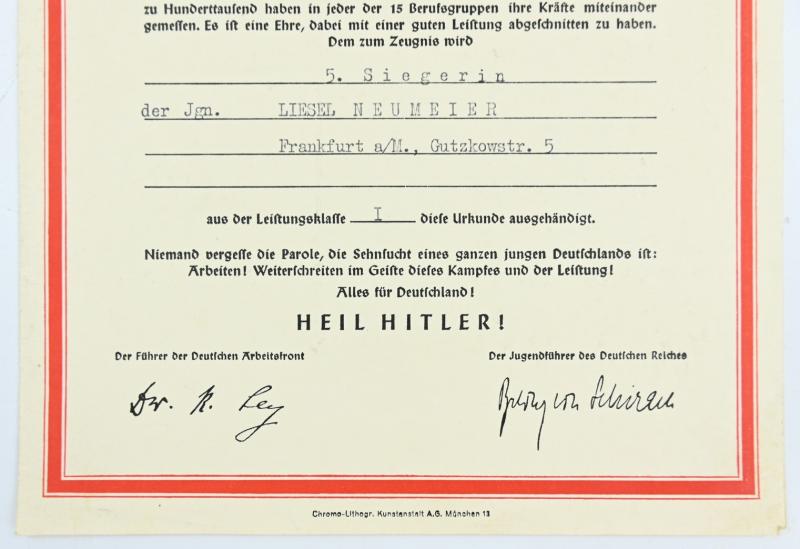 zu Hunderttausend haben in jeder der 15 Berufsgruppen ihre Kräfte miteinander
gemessen. Es ist eine Ehre, dabei mit einer guten Leistung abgeschnitten zu haben.
Dem zum Zeugnis wird
5. Siegerin
der Jgn. LIESEL NEUMEIER
Frankfurt a/M., Gutzkowstr. 5
aus der Leistungsklasse I diese Urkunde ausgehändigt.
Niemand vergesse die Parole, die Sehnsucht eines ganzen jungen Deutschlands ist:
Arbeiten! Weiterschreiten im Geiste dieses Kampfes und der Leistung!
Alles für Deutschland!
HEIL HITLER!
Der Führer der Deutschen Arbeitsfront Der Jugendführer des Deutschen Reiches
Dr. R. Ley Baldur von Schirach
Chromo-Lithogr. Kunstanstalt A.G. München 13